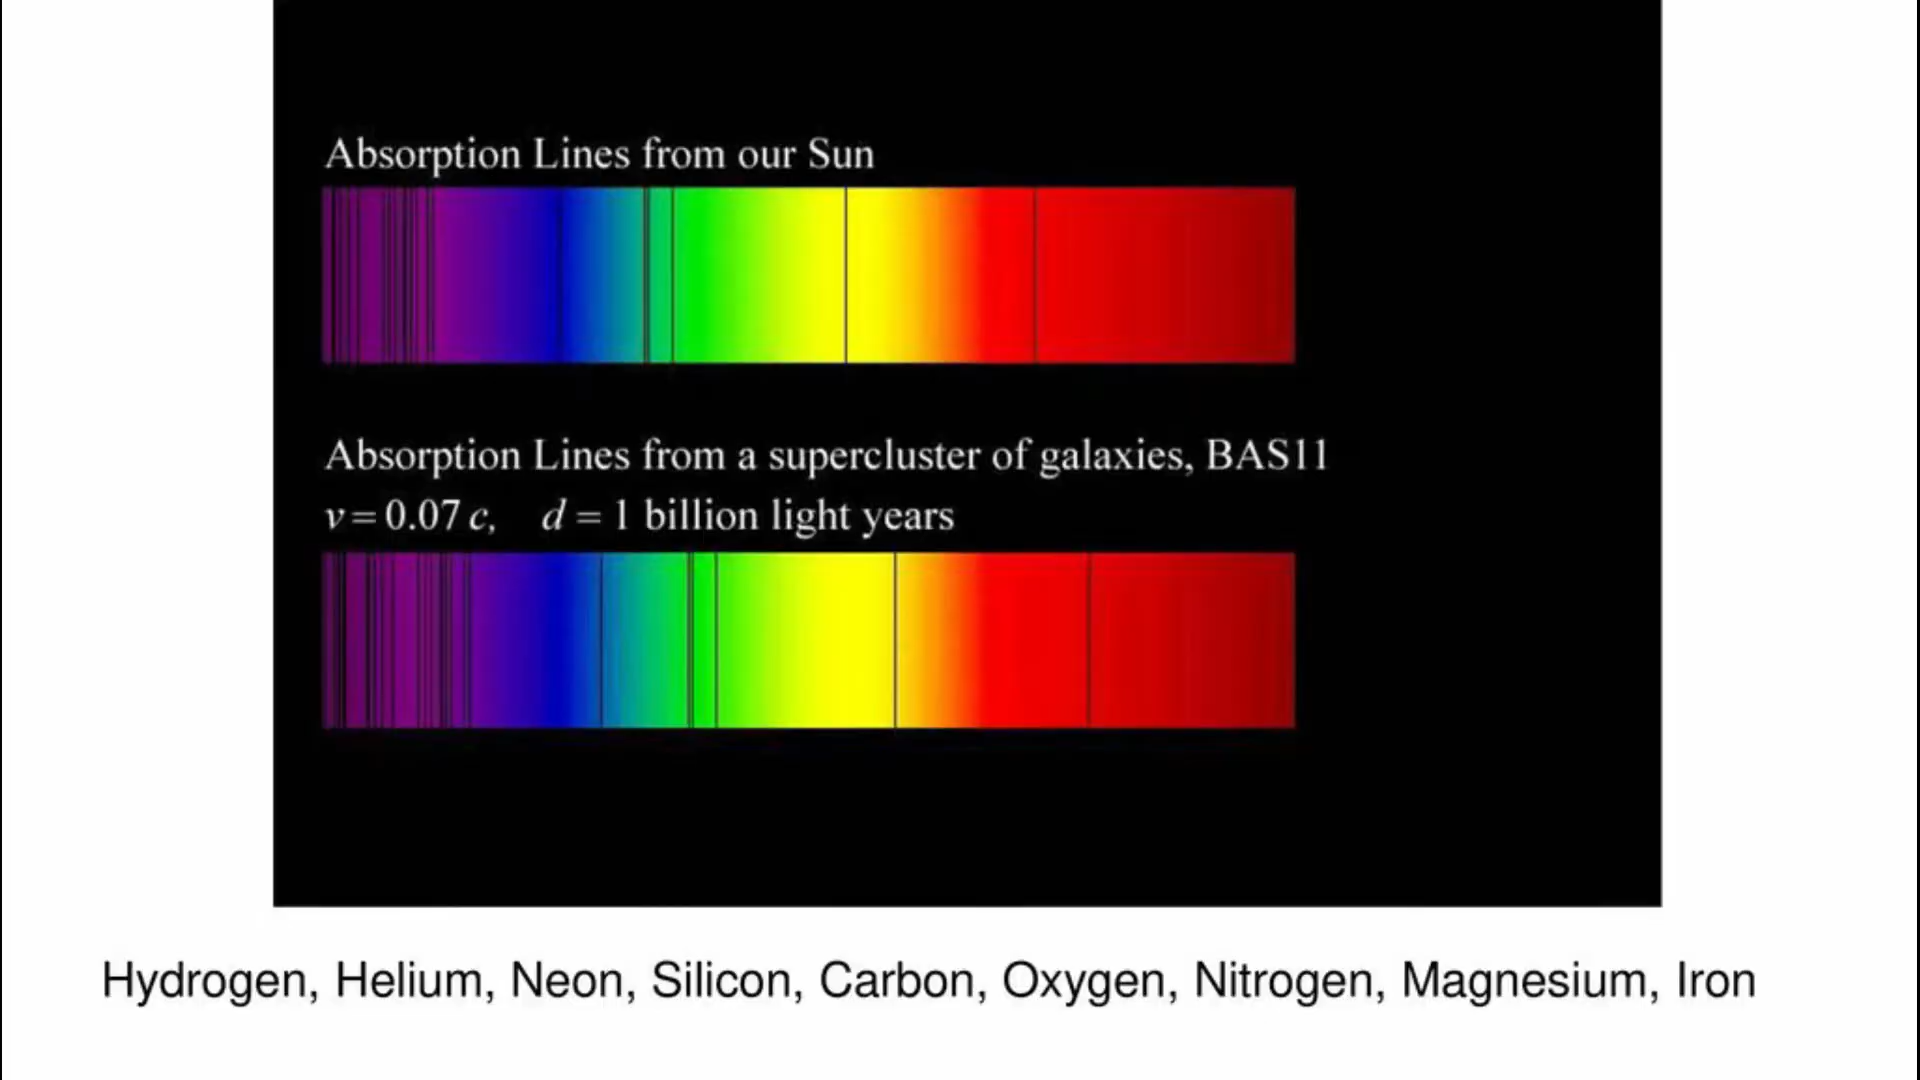 Absorption Lines from our Sun
Absorption Lines from a supercluster of galaxies, BAS11
v = 0.07 c, d = 1 billion light years
Hydrogen, Helium, Neon, Silicon, Carbon, Oxygen, Nitrogen, Magnesium, Iron